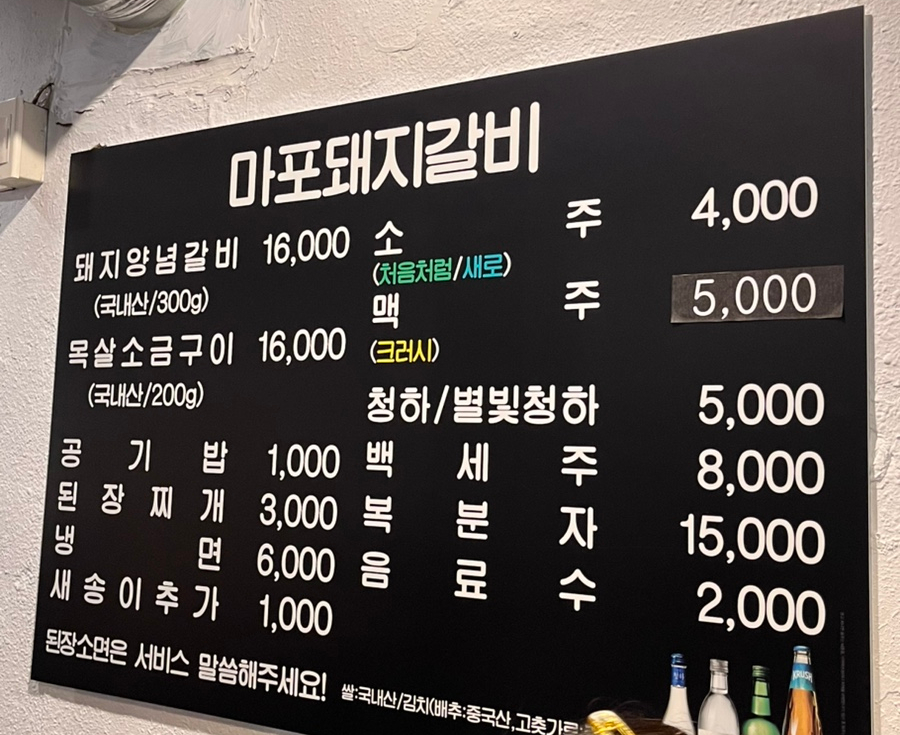 마포돼지갈비
돼지양념갈비 16,000
(국내산/300g)
목살소금구이 16,000
(국내산/200g)
공기밥 1,000
된장찌개 3,000
냉면 6,000
새송이추가 1,000
된장소면은 서비스 말씀해주세요!
소주 4,000
(처음처럼/새로)
맥주 5,000
(크러시)
청하/별빛청하 5,000
백세주 8,000
복분자 15,000
음료수 2,000
쌀:국내산/김치(배추:중국산,고춧가루
KRUSH